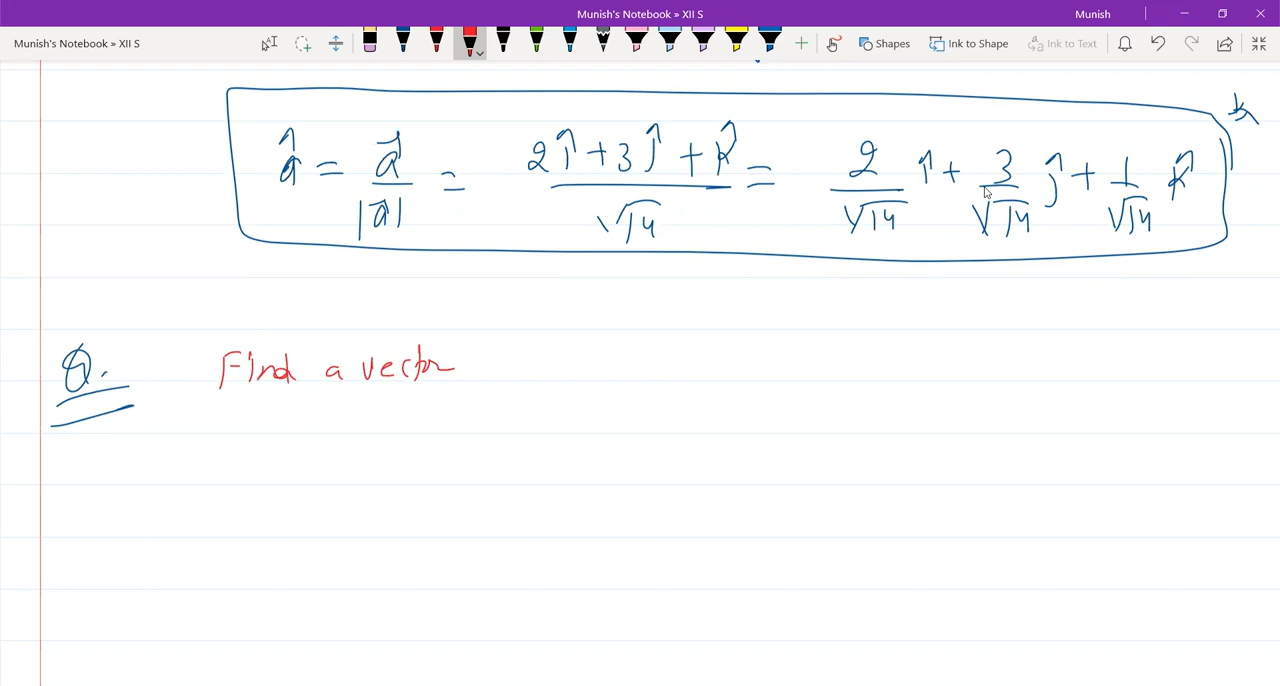 Munish's Notebook » XII S
Munish
Munish's Notebook » XII S
Shapes
Ink to Shape
Ink to Text
â = a⃗ / |a⃗| = (2î + 3ĵ + k̂) / √14 = 2/√14 î + 3/√14 ĵ + 1/√14 k̂
Q. Find a vector